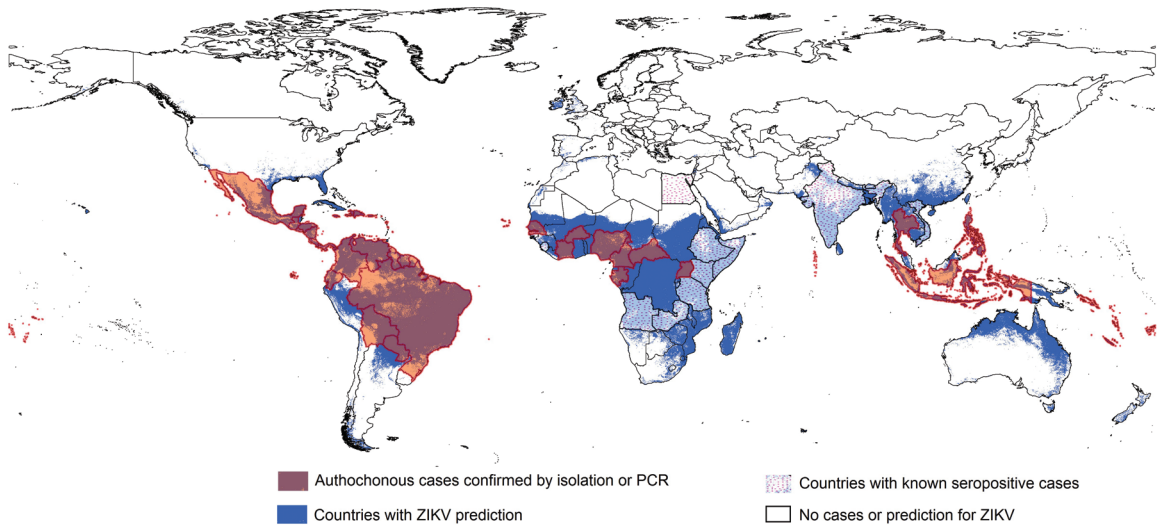 Authochonous cases confirmed by isolation or PCR
Countries with ZIKV prediction
Countries with known seropositive cases
No cases or prediction for ZIKV